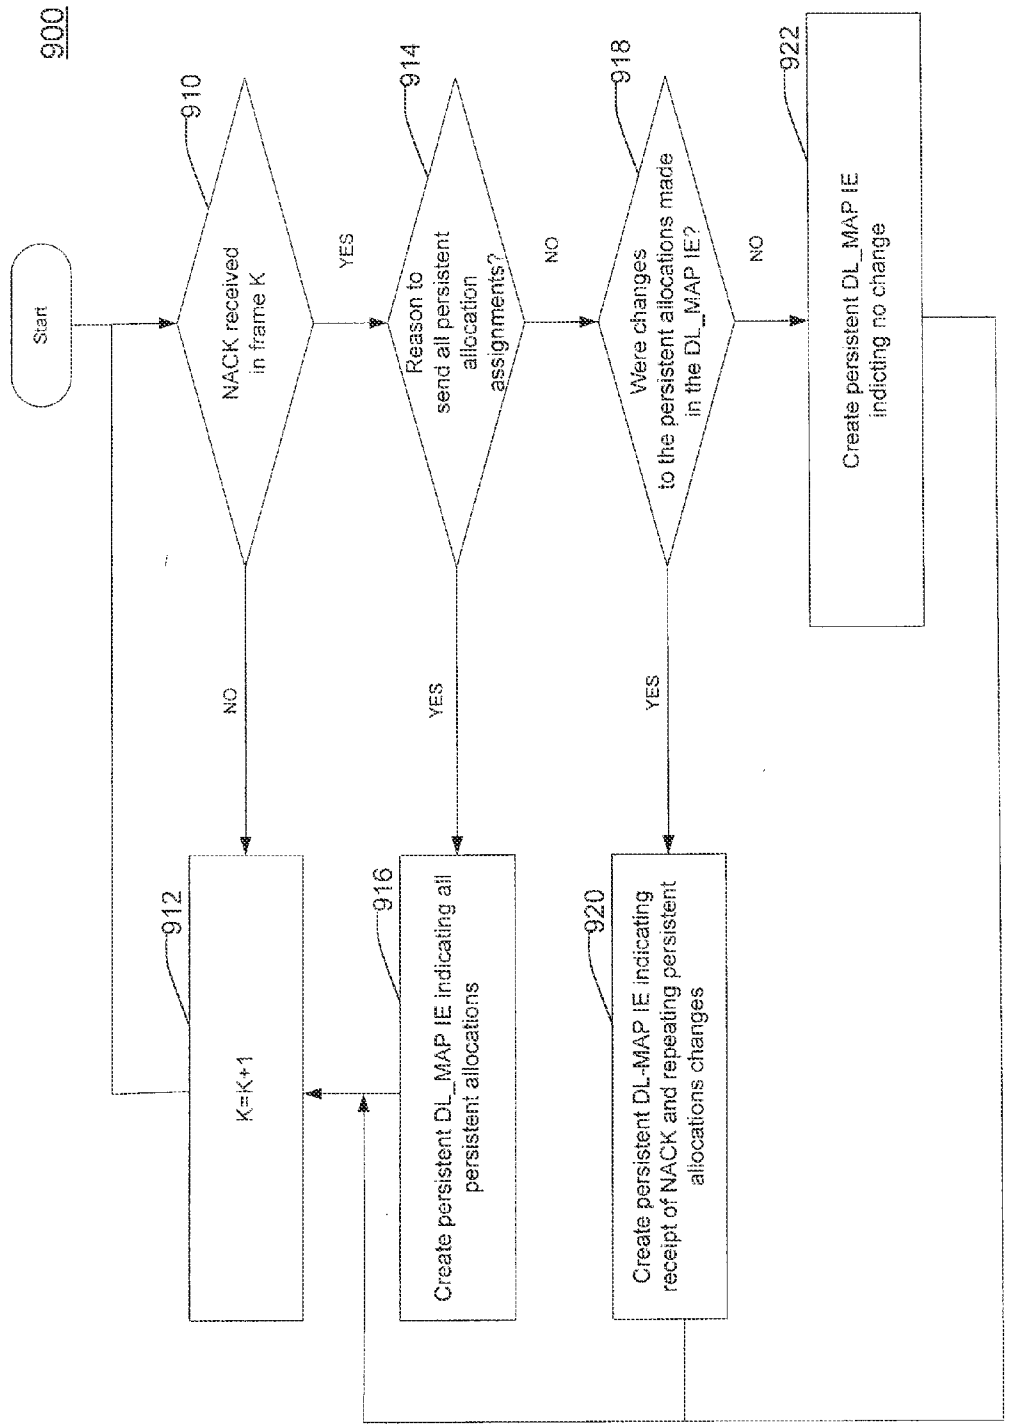 900
Start
910
NACK received
in frame K
NO
YES
912
K=K+1
914
Reason to
send all persistent
allocation
assignments?
YES
NO
916
Create persistent DL_MAP IE indicating all
persistent allocations
918
Were changes
to the persistent allocations made
in the DL_MAP IE?
YES
NO
920
Create persistent DL-MAP IE indicating
receipt of NACK and repeating persistent
allocations changes
922
Create persistent DL_MAP IE
indicting no change